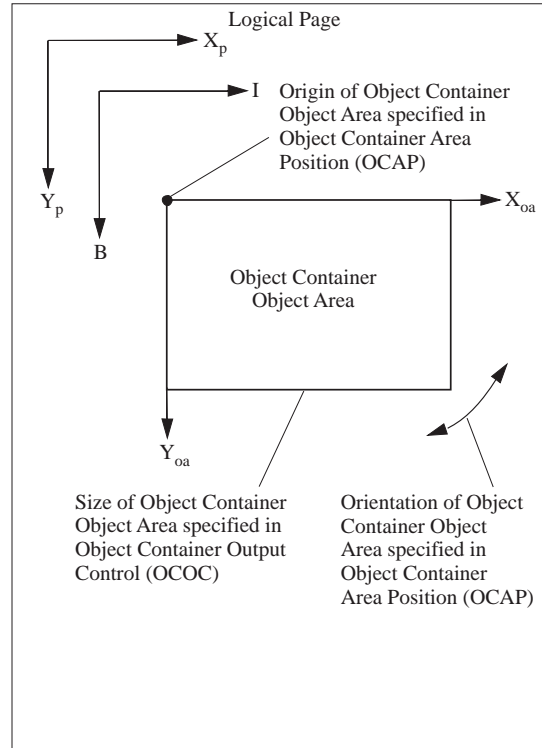 Logical Page
Xp
I
Origin of Object Container
Object Area specified in
Object Container Area
Position (OCAP)
Yp
B
Xoa
Object Container
Object Area
Yoa
Size of Object Container
Object Area specified in
Object Container Output
Control (OCOC)
Orientation of Object
Container Object
Area specified in
Object Container
Area Position (OCAP)